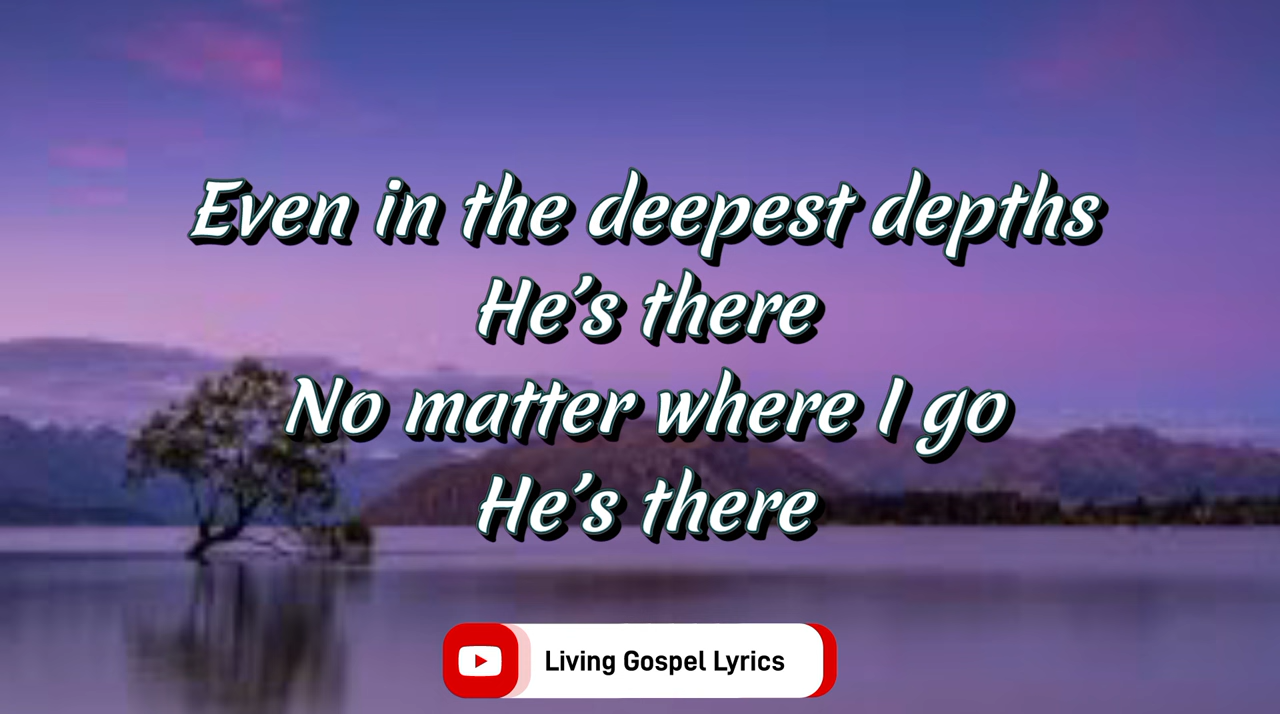 Even in the deepest depths
He’s there
No matter where I go
He’s there
Living Gospel Lyrics